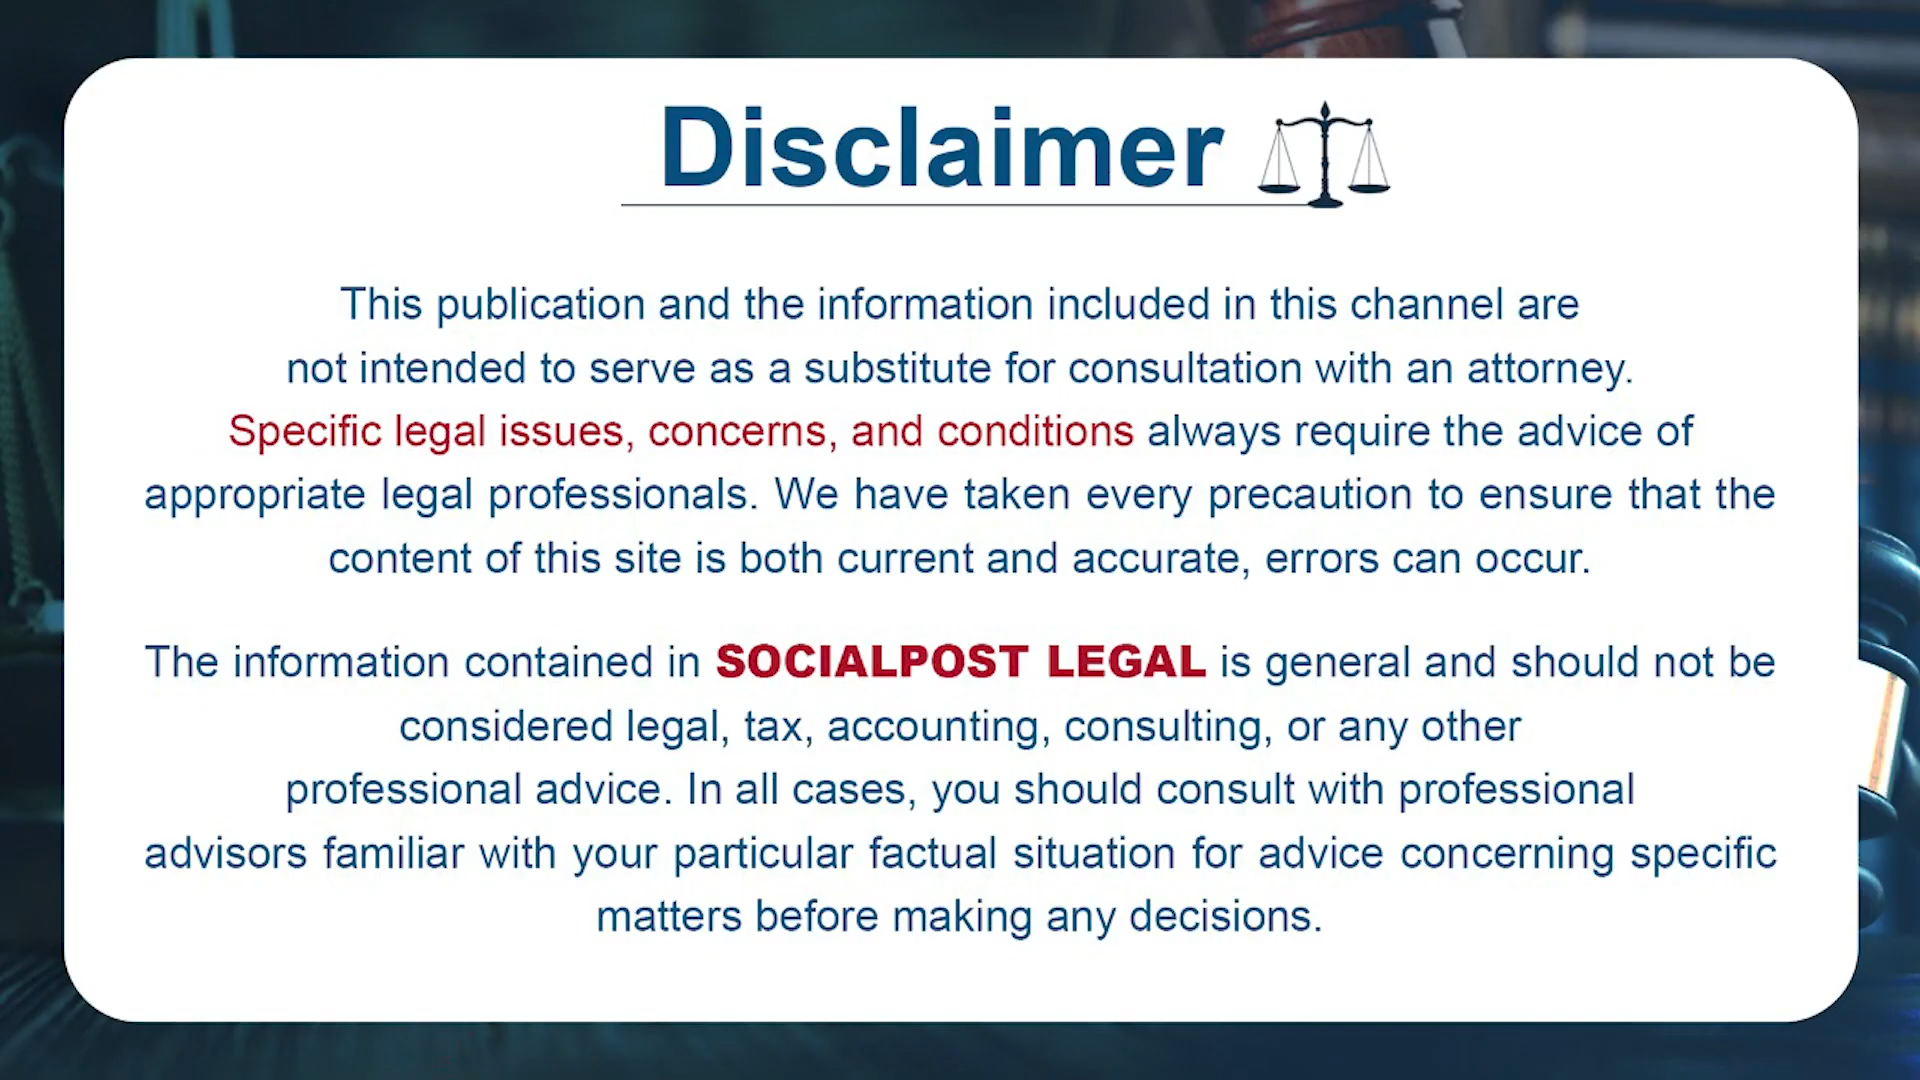 Disclaimer
This publication and the information included in this channel are
not intended to serve as a substitute for consultation with an attorney.
Specific legal issues, concerns, and conditions always require the advice of
appropriate legal professionals. We have taken every precaution to ensure that the
content of this site is both current and accurate, errors can occur.
The information contained in SOCIALPOST LEGAL is general and should not be
considered legal, tax, accounting, consulting, or any other
professional advice. In all cases, you should consult with professional
advisors familiar with your particular factual situation for advice concerning specific
matters before making any decisions.